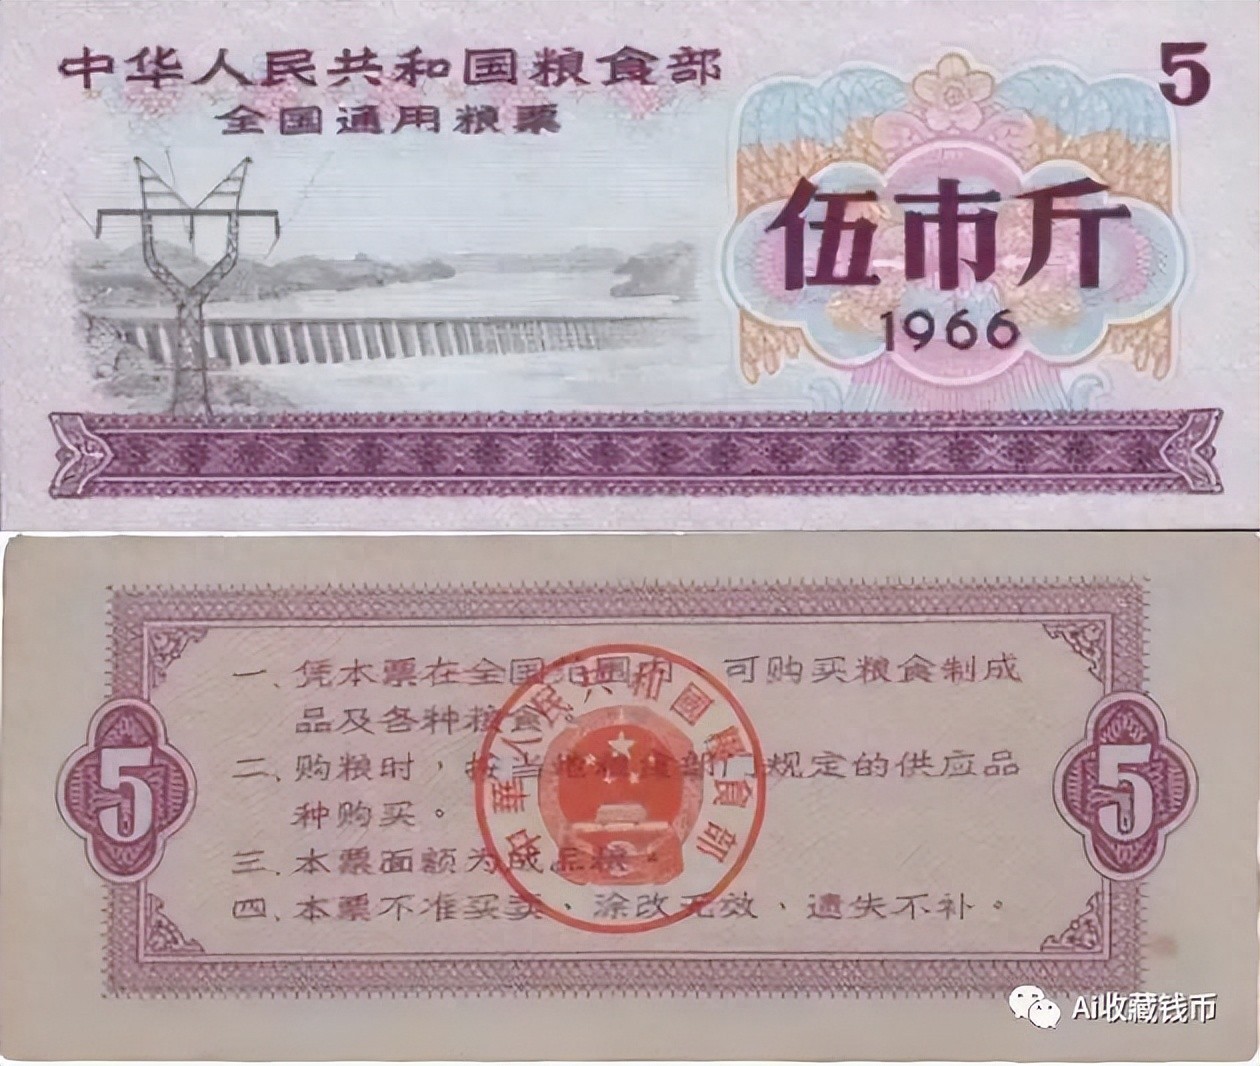 中华人民共和国粮食部
全国通用粮票
5
伍市斤
1966
一、凭本票在全国范围内 可购买粮食制成
品及各种粮食。
二、购粮时，按当地粮食部门规定的供应品
种购买。
三、本票面额为成品粮。
四、本票不准买卖、涂改无效、遗失不补。
5
5
中華人民共和國糧食部
Ai收藏钱币